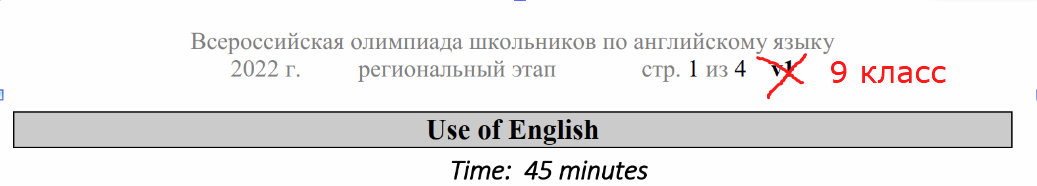 Всероссийская олимпиада школьников по английскому языку
2022 г. региональный этап стр. 1 из 4 v1 9 класс
Use of English
Time: 45 minutes